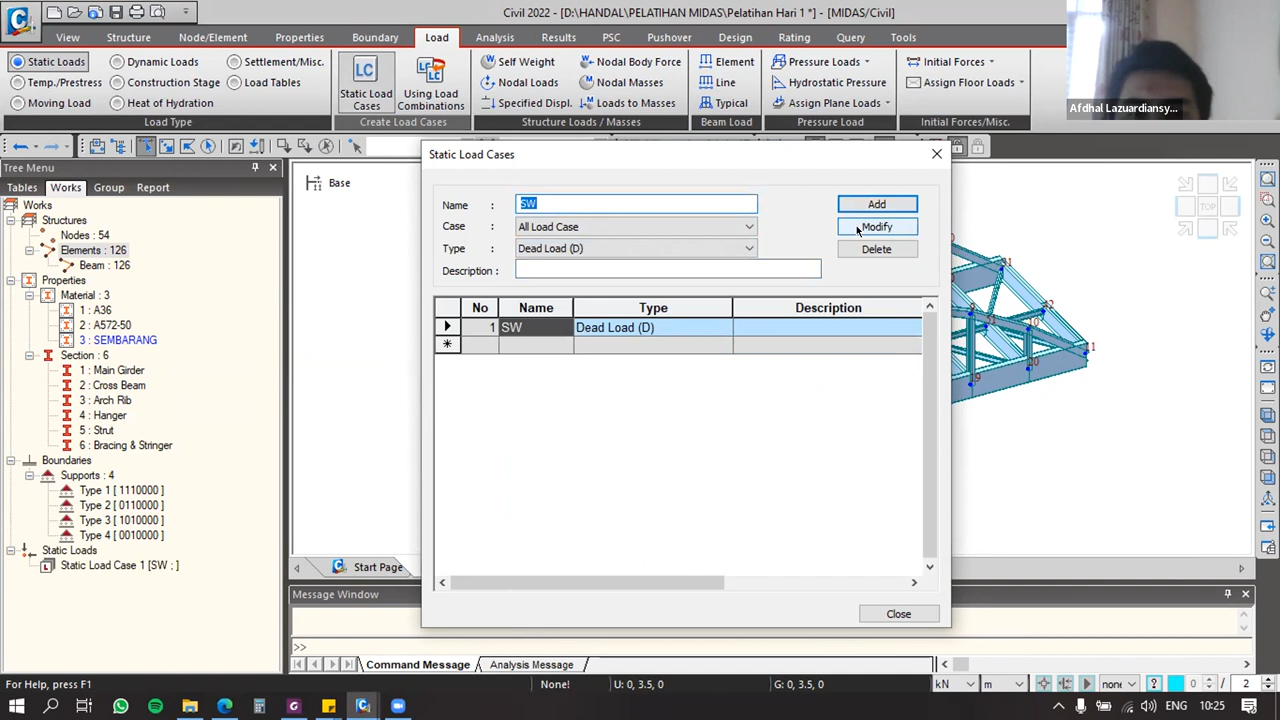 Civil 2022 - [D:\HANDAL\PELATIHAN MIDAS\Pelatihan Hari 1 *] - [MIDAS/Civil]
View Structure Node/Element Properties Boundary Load Analysis Results PSC Pushover Design Rating Query Tools
Static Loads Dynamic Loads Settlement/Misc.
Temp./Prestress Construction Stage Load Tables
Moving Load Heat of Hydration
Load Type
Static Load Cases
Using Load Combinations
Create Load Cases
Self Weight Nodal Body Force
Nodal Loads Nodal Masses
Specified Displ. Loads to Masses
Structure Loads / Masses
Element
Line
Typical
Beam Load
Pressure Loads
Hydrostatic Pressure
Assign Plane Loads
Pressure Load
Initial Forces
Assign Floor Loads
Initial Forces/Misc.
Afdhal Lazuardiansy...
Tree Menu
Tables Works Group Report
Works
Structures
Nodes : 54
Elements : 126
Beam : 126
Properties
Material : 3
1 : A36
2 : A572-50
3 : SEMBARANG
Section : 6
1 : Main Girder
2 : Cross Beam
3 : Arch Rib
4 : Hanger
5 : Strut
6 : Bracing & Stringer
Boundaries
Supports : 4
Type 1 [ 1110000 ]
Type 2 [ 0110000 ]
Type 3 [ 1010000 ]
Type 4 [ 0010000 ]
Static Loads
Static Load Case 1 [SW ; ]
Base
TOP
Static Load Cases
Name : SW Add
Case : All Load Case Modify
Type : Dead Load (D) Delete
Description :
No Name Type Description
1 SW Dead Load (D)
*
Close
Start Page
Message Window
>>
Command Message Analysis Message
For Help, press F1 None! U: 0, 3.5, 0 G: 0, 3.5, 0 kN m none 0 / 2
ENG 10:25